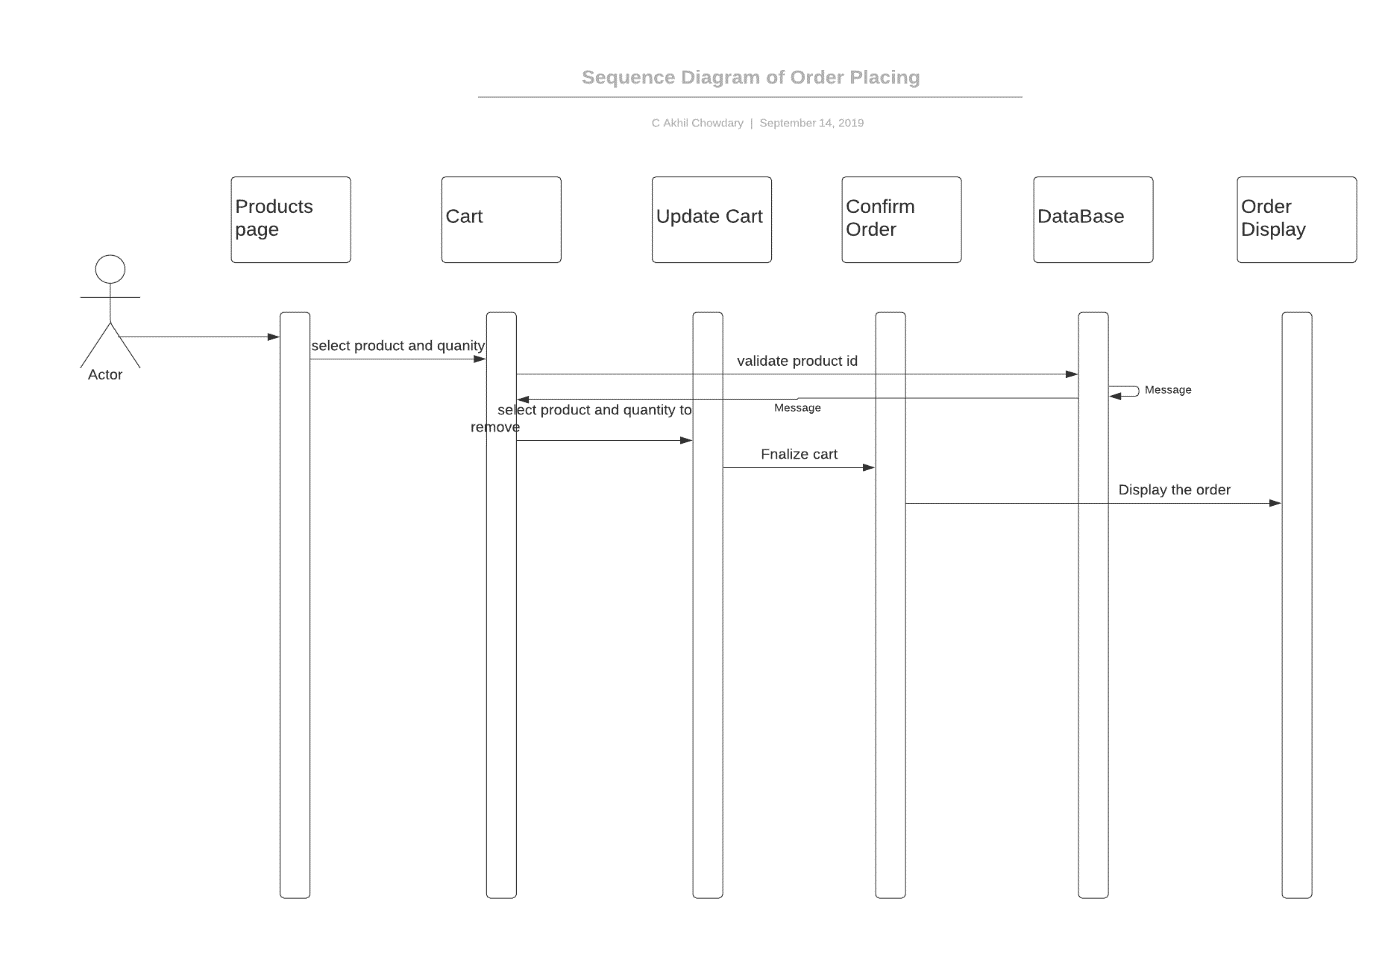 Sequence Diagram of Order Placing
C Akhil Chowdary | September 14, 2019
Products
page
Cart
Update Cart
Confirm
Order
DataBase
Order
Display
Actor
select product and quanity
validate product id
Message
Message
select product and quantity to
remove
Fnalize cart
Display the order